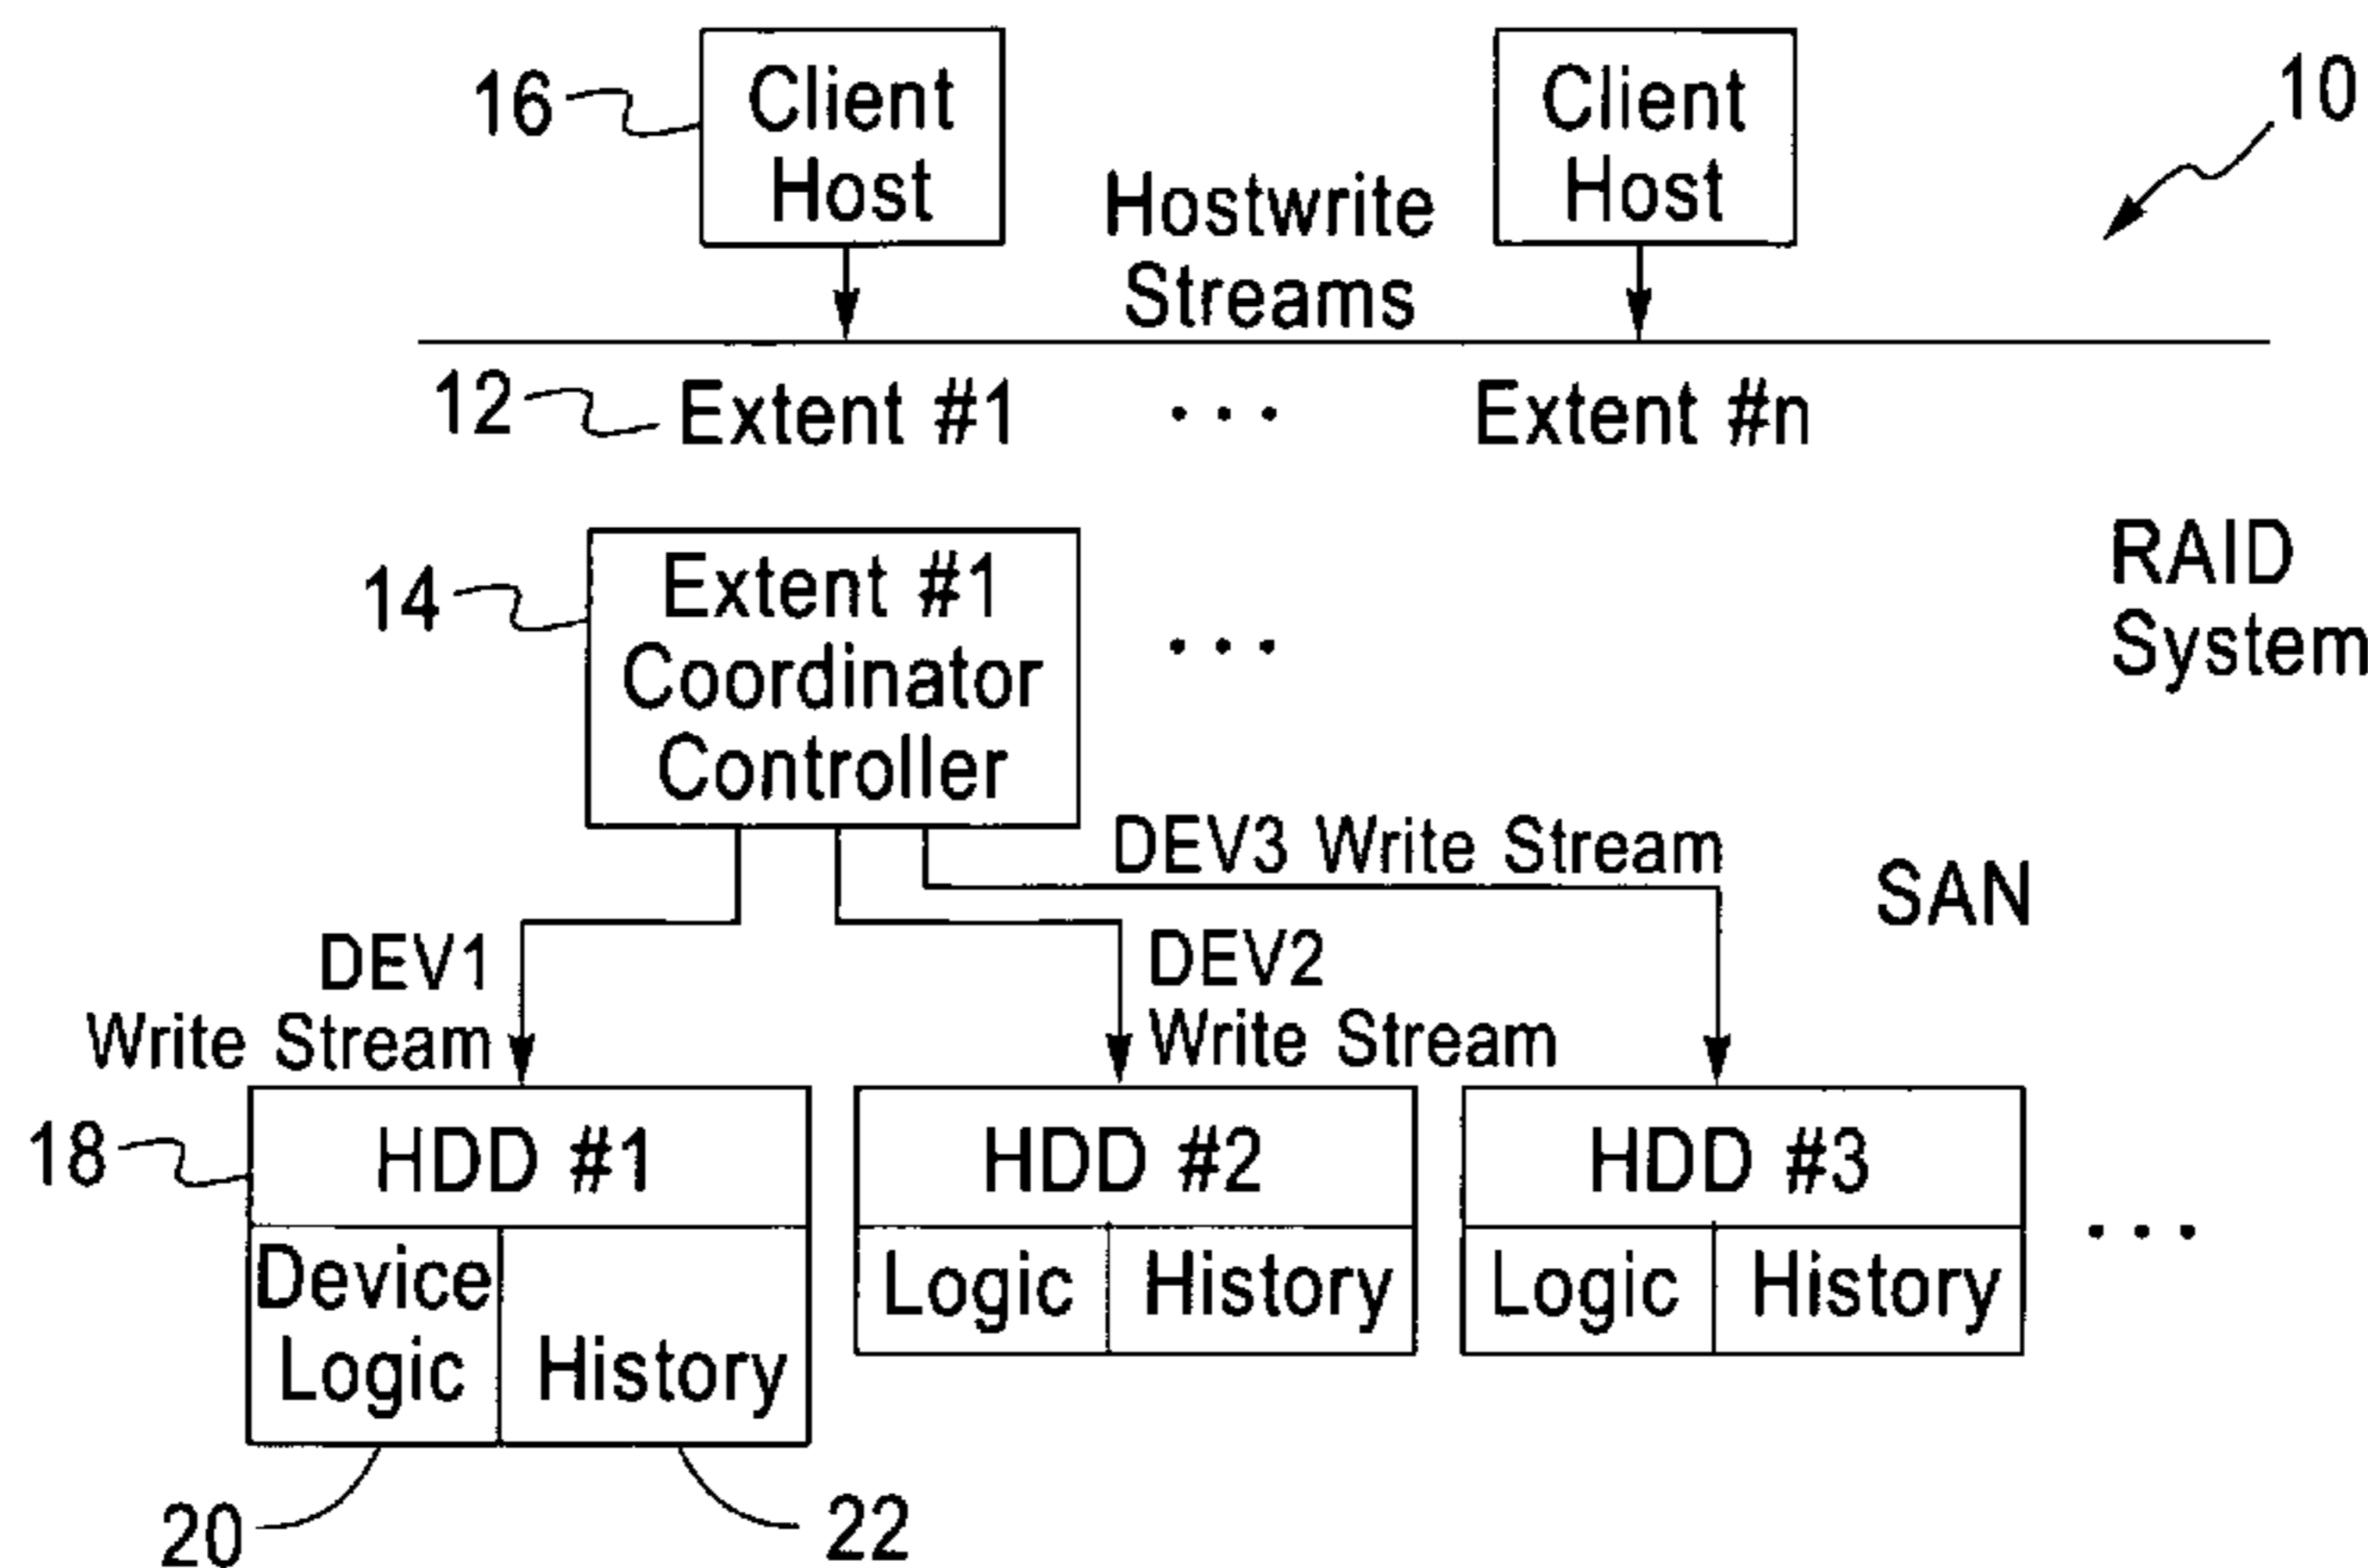 16
Client
Host
Hostwrite
Streams
Client
Host
10
12
Extent #1
...
Extent #n
14
Extent #1
Coordinator
Controller
...
RAID
System
DEV3 Write Stream
SAN
DEV1
Write Stream
DEV2
Write Stream
18
HDD #1
HDD #2
HDD #3
Device
Logic
History
Logic
History
Logic
History
...
20
22